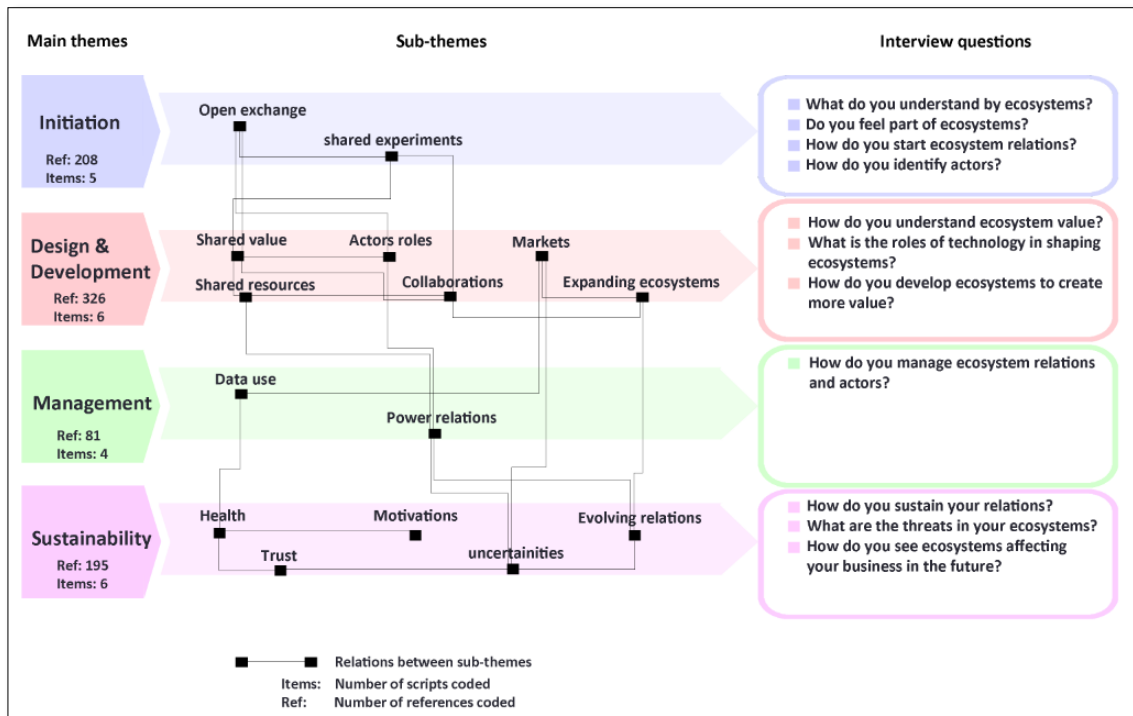 Main themes
Sub-themes
Interview questions
Initiation
Ref: 208
Items: 5
Open exchange
shared experiments
What do you understand by ecosystems?
Do you feel part of ecosystems?
How do you start ecosystem relations?
How do you identify actors?
Design &
Development
Ref: 326
Items: 6
Shared value
Actors roles
Markets
Shared resources
Collaborations
Expanding ecosystems
How do you understand ecosystem value?
What is the roles of technology in shaping
ecosystems?
How do you develop ecosystems to create
more value?
Management
Ref: 81
Items: 4
Data use
Power relations
How do you manage ecosystem relations
and actors?
Sustainability
Ref: 195
Items: 6
Health
Motivations
Evolving relations
Trust
uncertainities
How do you sustain your relations?
What are the threats in your ecosystems?
How do you see ecosystems affecting
your business in the future?
Relations between sub-themes
Items: Number of scripts coded
Ref: Number of references coded